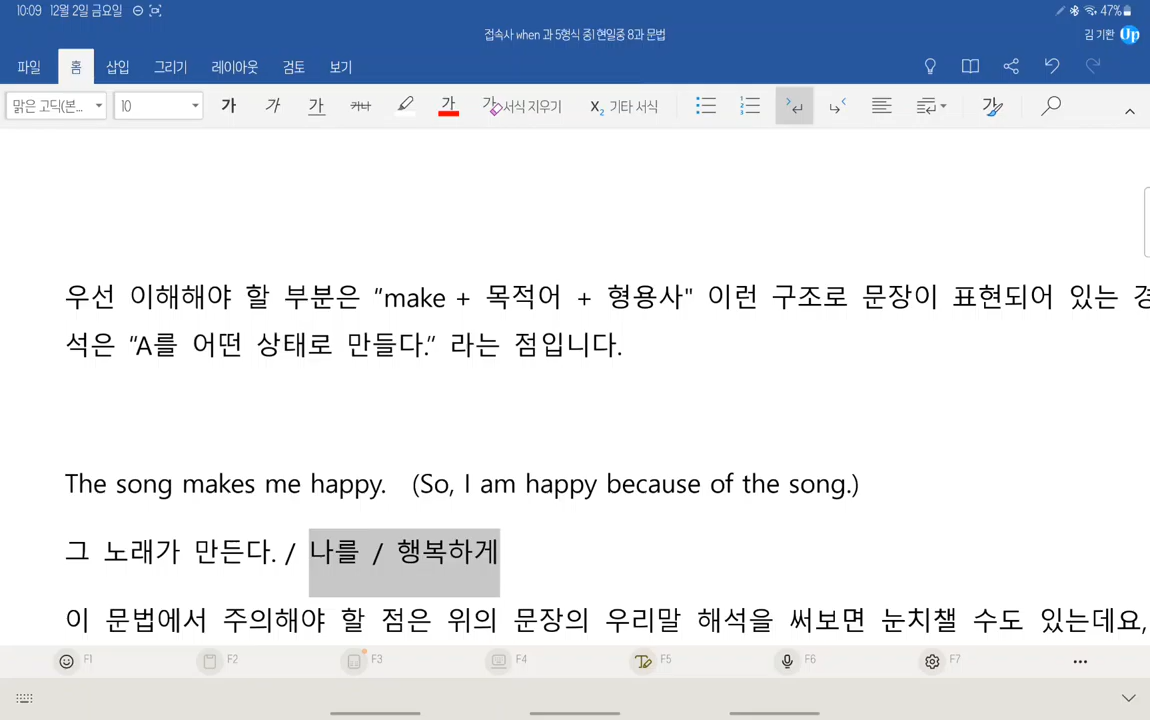 10:09 12월 2일 금요일 47%
접속사 when 과 5형식 중1 현일중 8과 문법
김 기환 Up
파일 홈 삽입 그리기 레이아웃 검토 보기
맑은 고딕(본... 10 가 가 가 가나 가 가 서식 지우기 X₂ 기타 서식 가
우선 이해해야 할 부분은 “make + 목적어 + 형용사" 이런 구조로 문장이 표현되어 있는 경
석은 “A를 어떤 상태로 만들다.” 라는 점입니다.
The song makes me happy. (So, I am happy because of the song.)
그 노래가 만든다. / 나를 / 행복하게
이 문법에서 주의해야 할 점은 위의 문장의 우리말 해석을 써보면 눈치챌 수도 있는데요,
F1 F2 F3 F4 F5 F6 F7